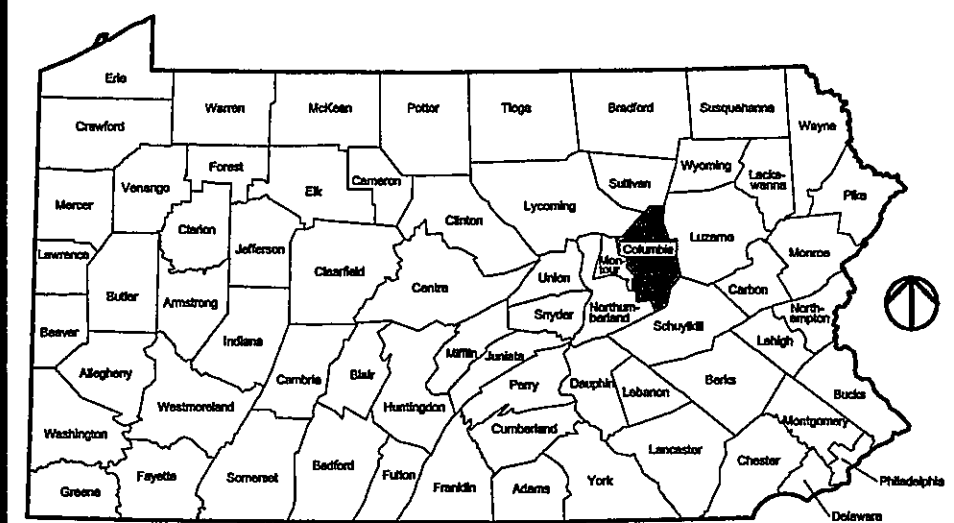 Erie
Warren
McKean
Potter
Tioga
Bradford
Susquehanna
Wayne
Crawford
Forest
Elk
Cameron
Sullivan
Wyoming
Lacka-
wanna
Pike
Mercer
Venango
Clarion
Jefferson
Clearfield
Clinton
Lycoming
Columbia
Luzerne
Monroe
Lawrence
Butler
Armstrong
Centre
Union
Mon-
tour
Carbon
North-
ampton
Beaver
Indiana
Snyder
Northum-
berland
Schuylkill
Lehigh
Allegheny
Cambria
Blair
Mifflin
Juniata
Perry
Dauphin
Lebanon
Berks
Bucks
Westmoreland
Huntingdon
Cumberland
Montgomery
Washington
Lancaster
Chester
Greene
Fayette
Somerset
Bedford
Fulton
Franklin
Adams
York
Philadelphia
Delaware